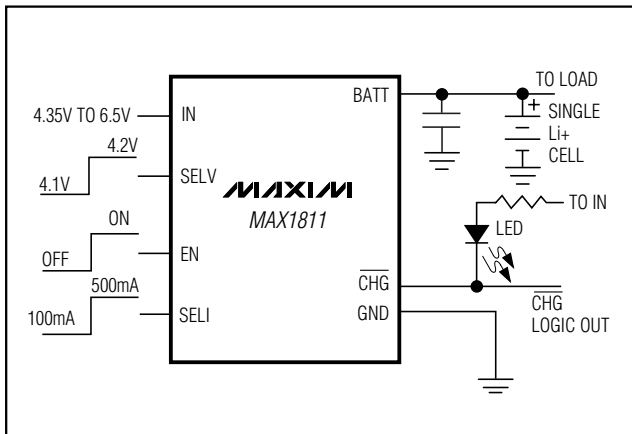 BATT
TO LOAD
4.35V TO 6.5V
IN
+
SINGLE
Li+
CELL
4.2V
4.1V
SELV
MAXIM
MAX1811
TO IN
LED
ON
OFF
EN
500mA
100mA
SELI
CHG
GND
CHG
LOGIC OUT